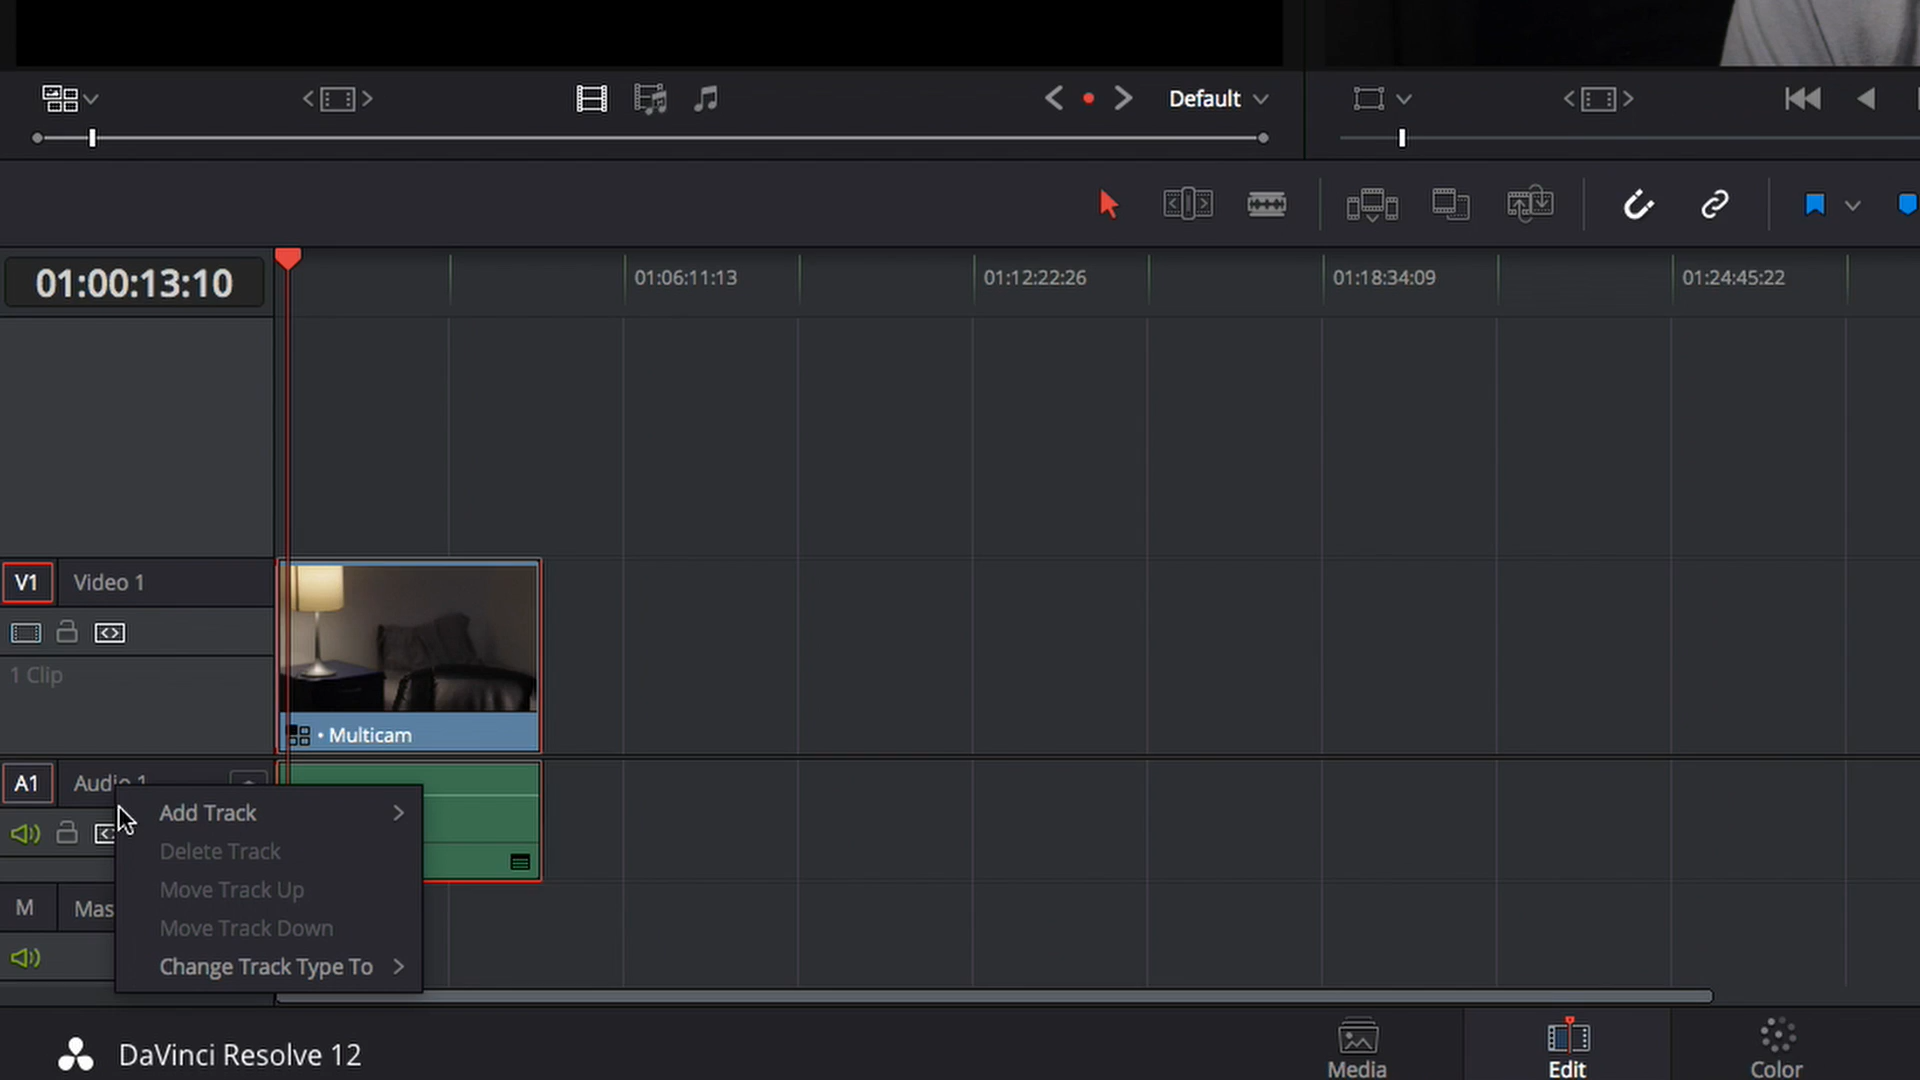 Default
01:00:13:10
01:06:11:13
01:12:22:26
01:18:34:09
01:24:45:22
V1 Video 1
1 Clip
• Multicam
A1 Audio 1
Add Track
Delete Track
Move Track Up
M Mas
Move Track Down
Change Track Type To
DaVinci Resolve 12
Media
Edit
Color